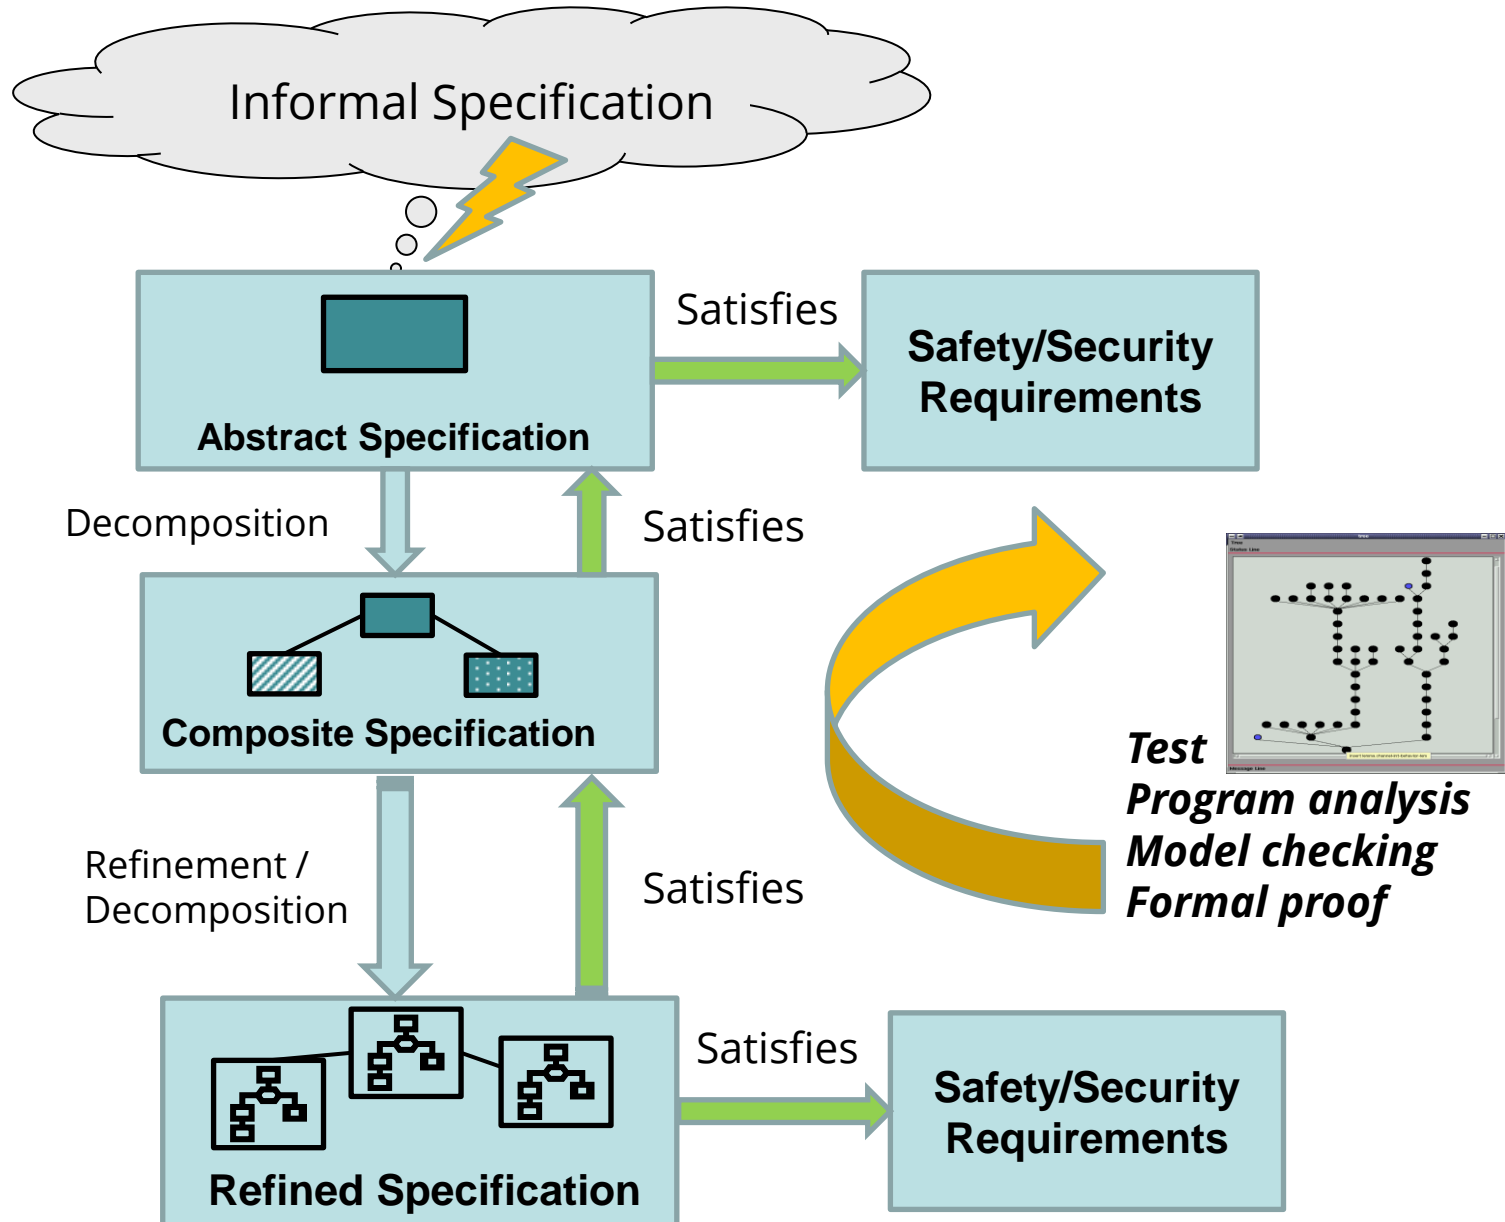 Informal Specification
Satisfies
Safety/Security
Requirements
Abstract Specification
Decomposition
Satisfies
Composite Specification
Test
Program analysis
Model checking
Formal proof
Refinement /
Decomposition
Satisfies
Satisfies
Safety/Security
Requirements
Refined Specification